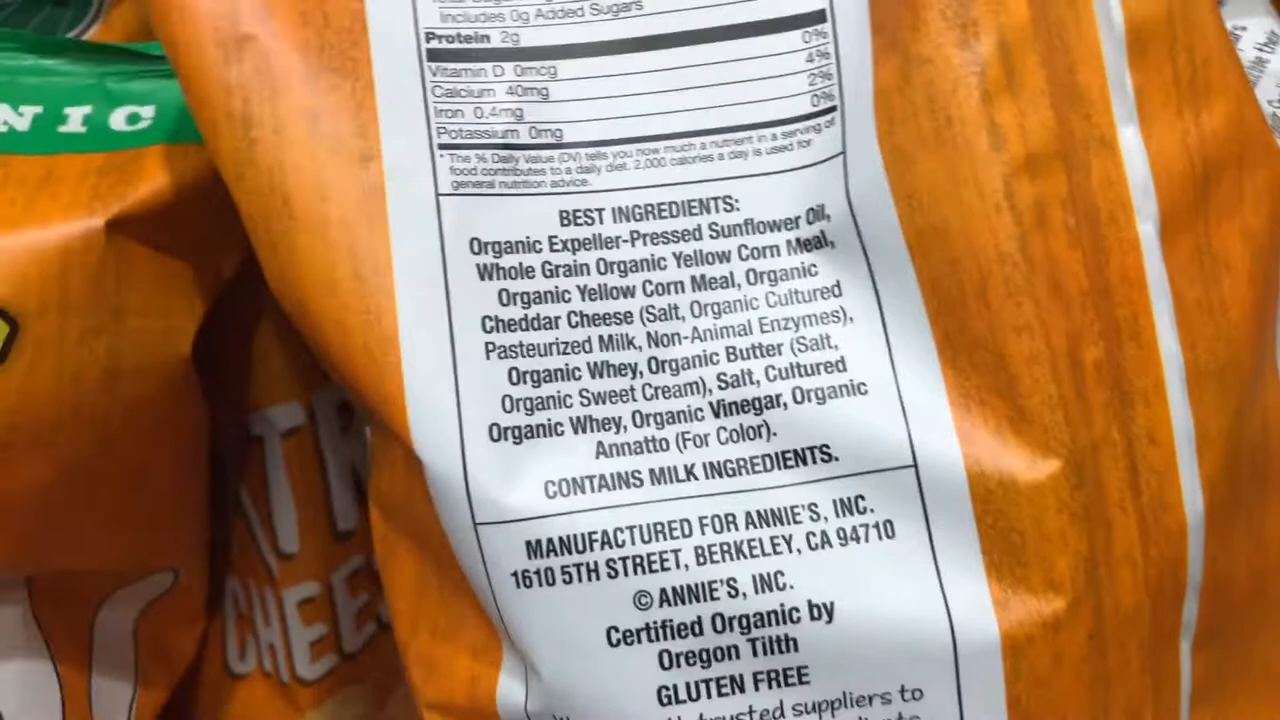 Includes 0g Added Sugars
Protein 2g
Vitamin D 0mcg 0%
Calcium 40mg 4%
Iron 0.4mg 2%
Potassium 0mg 0%
* The % Daily Value (DV) tells you how much a nutrient in a serving of
food contributes to a daily diet. 2,000 calories a day is used for
general nutrition advice.
BEST INGREDIENTS:
Organic Expeller-Pressed Sunflower Oil,
Whole Grain Organic Yellow Corn Meal,
Organic Yellow Corn Meal, Organic
Cheddar Cheese (Salt, Organic Cultured
Pasteurized Milk, Non-Animal Enzymes),
Organic Whey, Organic Butter (Salt,
Organic Sweet Cream), Salt, Cultured
Organic Whey, Organic Vinegar, Organic
Annatto (For Color).
CONTAINS MILK INGREDIENTS.
MANUFACTURED FOR ANNIE'S, INC.
1610 5TH STREET, BERKELEY, CA 94710
© ANNIE'S, INC.
Certified Organic by
Oregon Tilth
GLUTEN FREE
trusted suppliers to
NIC
TR
CHEE